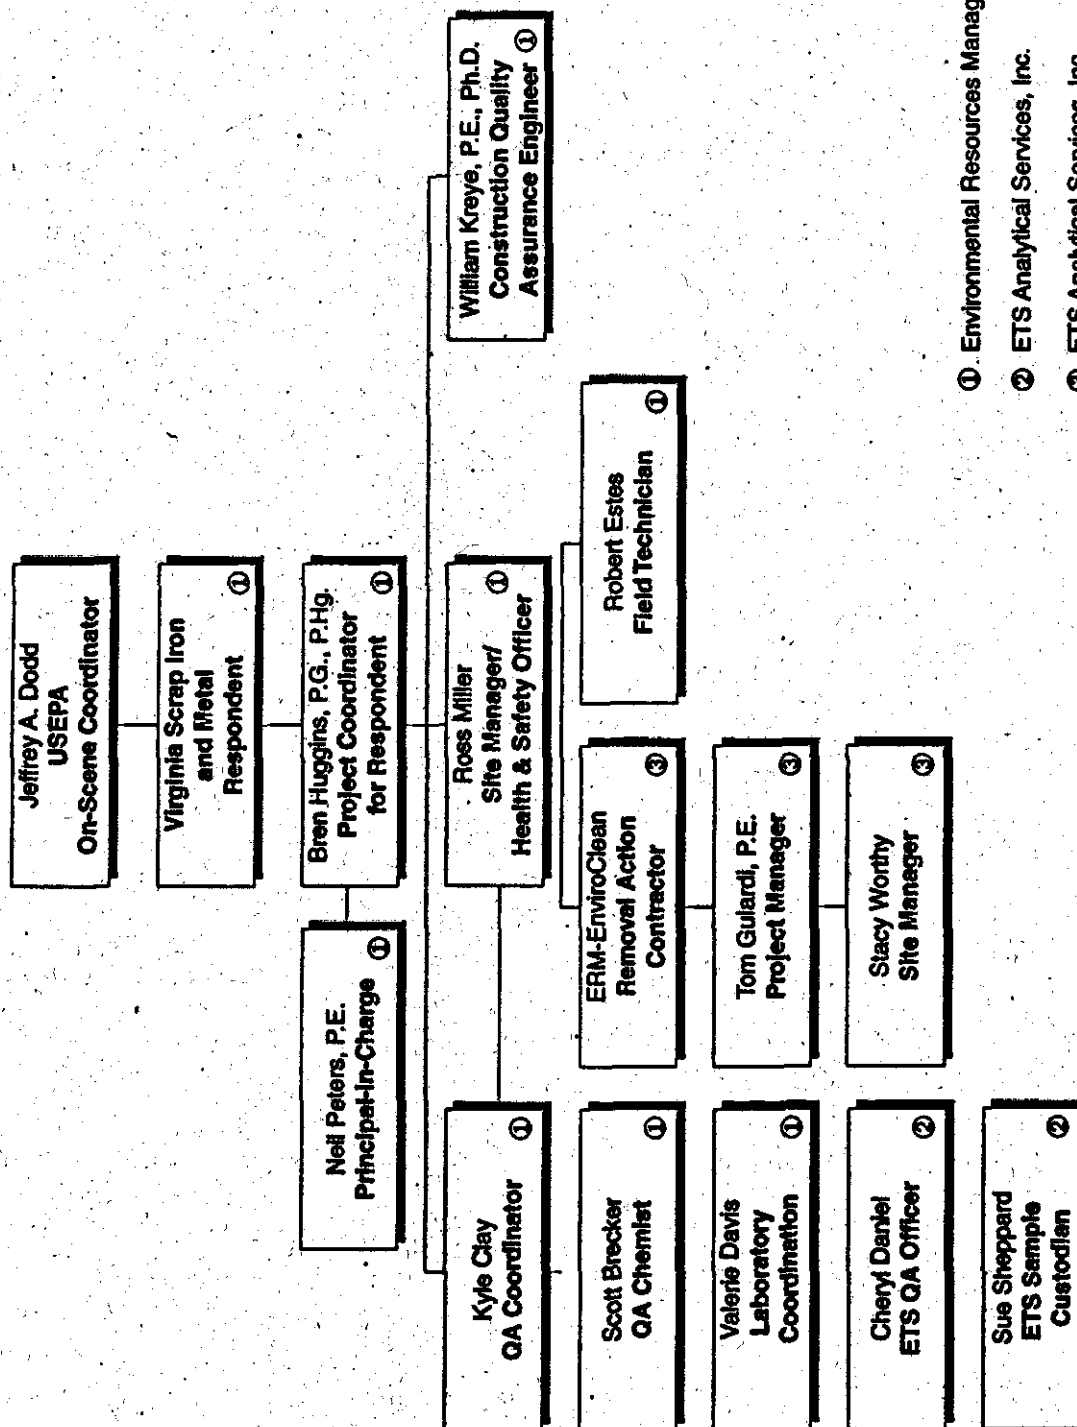 Jeffrey A. Dodd
USEPA
On-Scene Coordinator
Virginia Scrap Iron
and Metal
Respondent
①
Neil Peters, P.E.
Principal-In-Charge
①
Bren Huggins, P.G., P.Hg.
Project Coordinator
for Respondent
①
Kyle Clay
QA Coordinator
①
Ross Miller
Site Manager/
Health & Safety Officer
①
William Kreye, P.E., Ph.D.
Construction Quality
Assurance Engineer ①
Scott Brecker
QA Chemist
①
ERM-EnviroClean
Removal Action
Contractor
③
Robert Estes
Field Technician
①
Valerie Davis
Laboratory
Coordination
①
Tom Gulardi, P.E.
Project Manager
③
Cheryl Daniel
ETS QA Officer
②
Stacy Worthy
Site Manager
③
Sue Sheppard
ETS Sample
Custodian
②
①. Environmental Resources Manag
② ETS Analytical Services, Inc.
ETS Analytical Services, Inc.